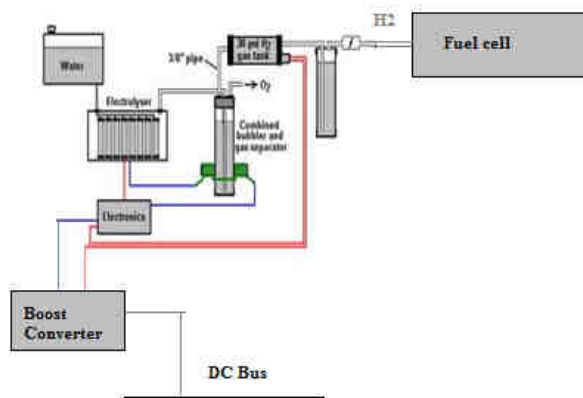 H2
Fuel cell
30 psi H2
gas tank
3/8" pipe
Water
O2
Electrolyser
Combined
bubbler and
gas separator
Electronics
Boost
Converter
DC Bus